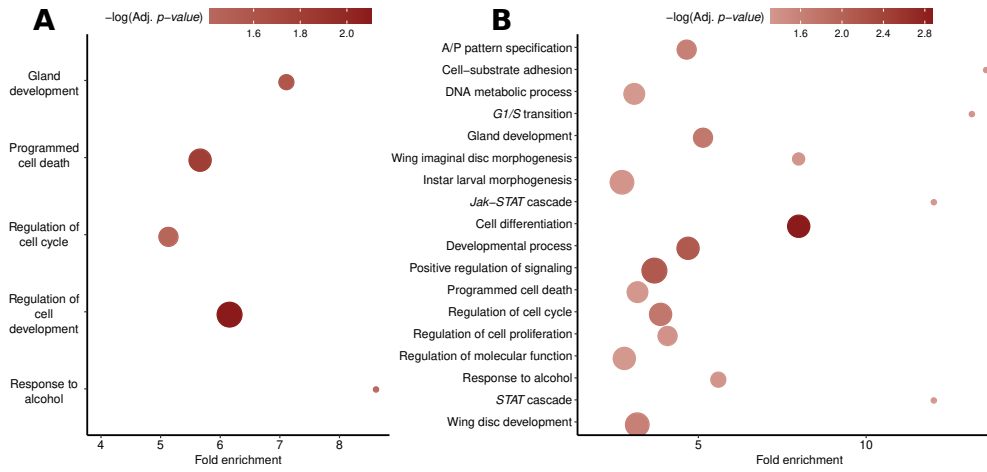 A
−log(Adj. p-value)
1.6 1.8 2.0
Gland
development
Programmed
cell death
Regulation of
cell cycle
Regulation of
cell
development
Response to
alcohol
4 5 6 7 8
Fold enrichment
B
−log(Adj. p-value)
1.6 2.0 2.4 2.8
A/P pattern specification
Cell−substrate adhesion
DNA metabolic process
G1/S transition
Gland development
Wing imaginal disc morphogenesis
Instar larval morphogenesis
Jak−STAT cascade
Cell differentiation
Developmental process
Positive regulation of signaling
Programmed cell death
Regulation of cell cycle
Regulation of cell proliferation
Regulation of molecular function
Response to alcohol
STAT cascade
Wing disc development
5 10
Fold enrichment